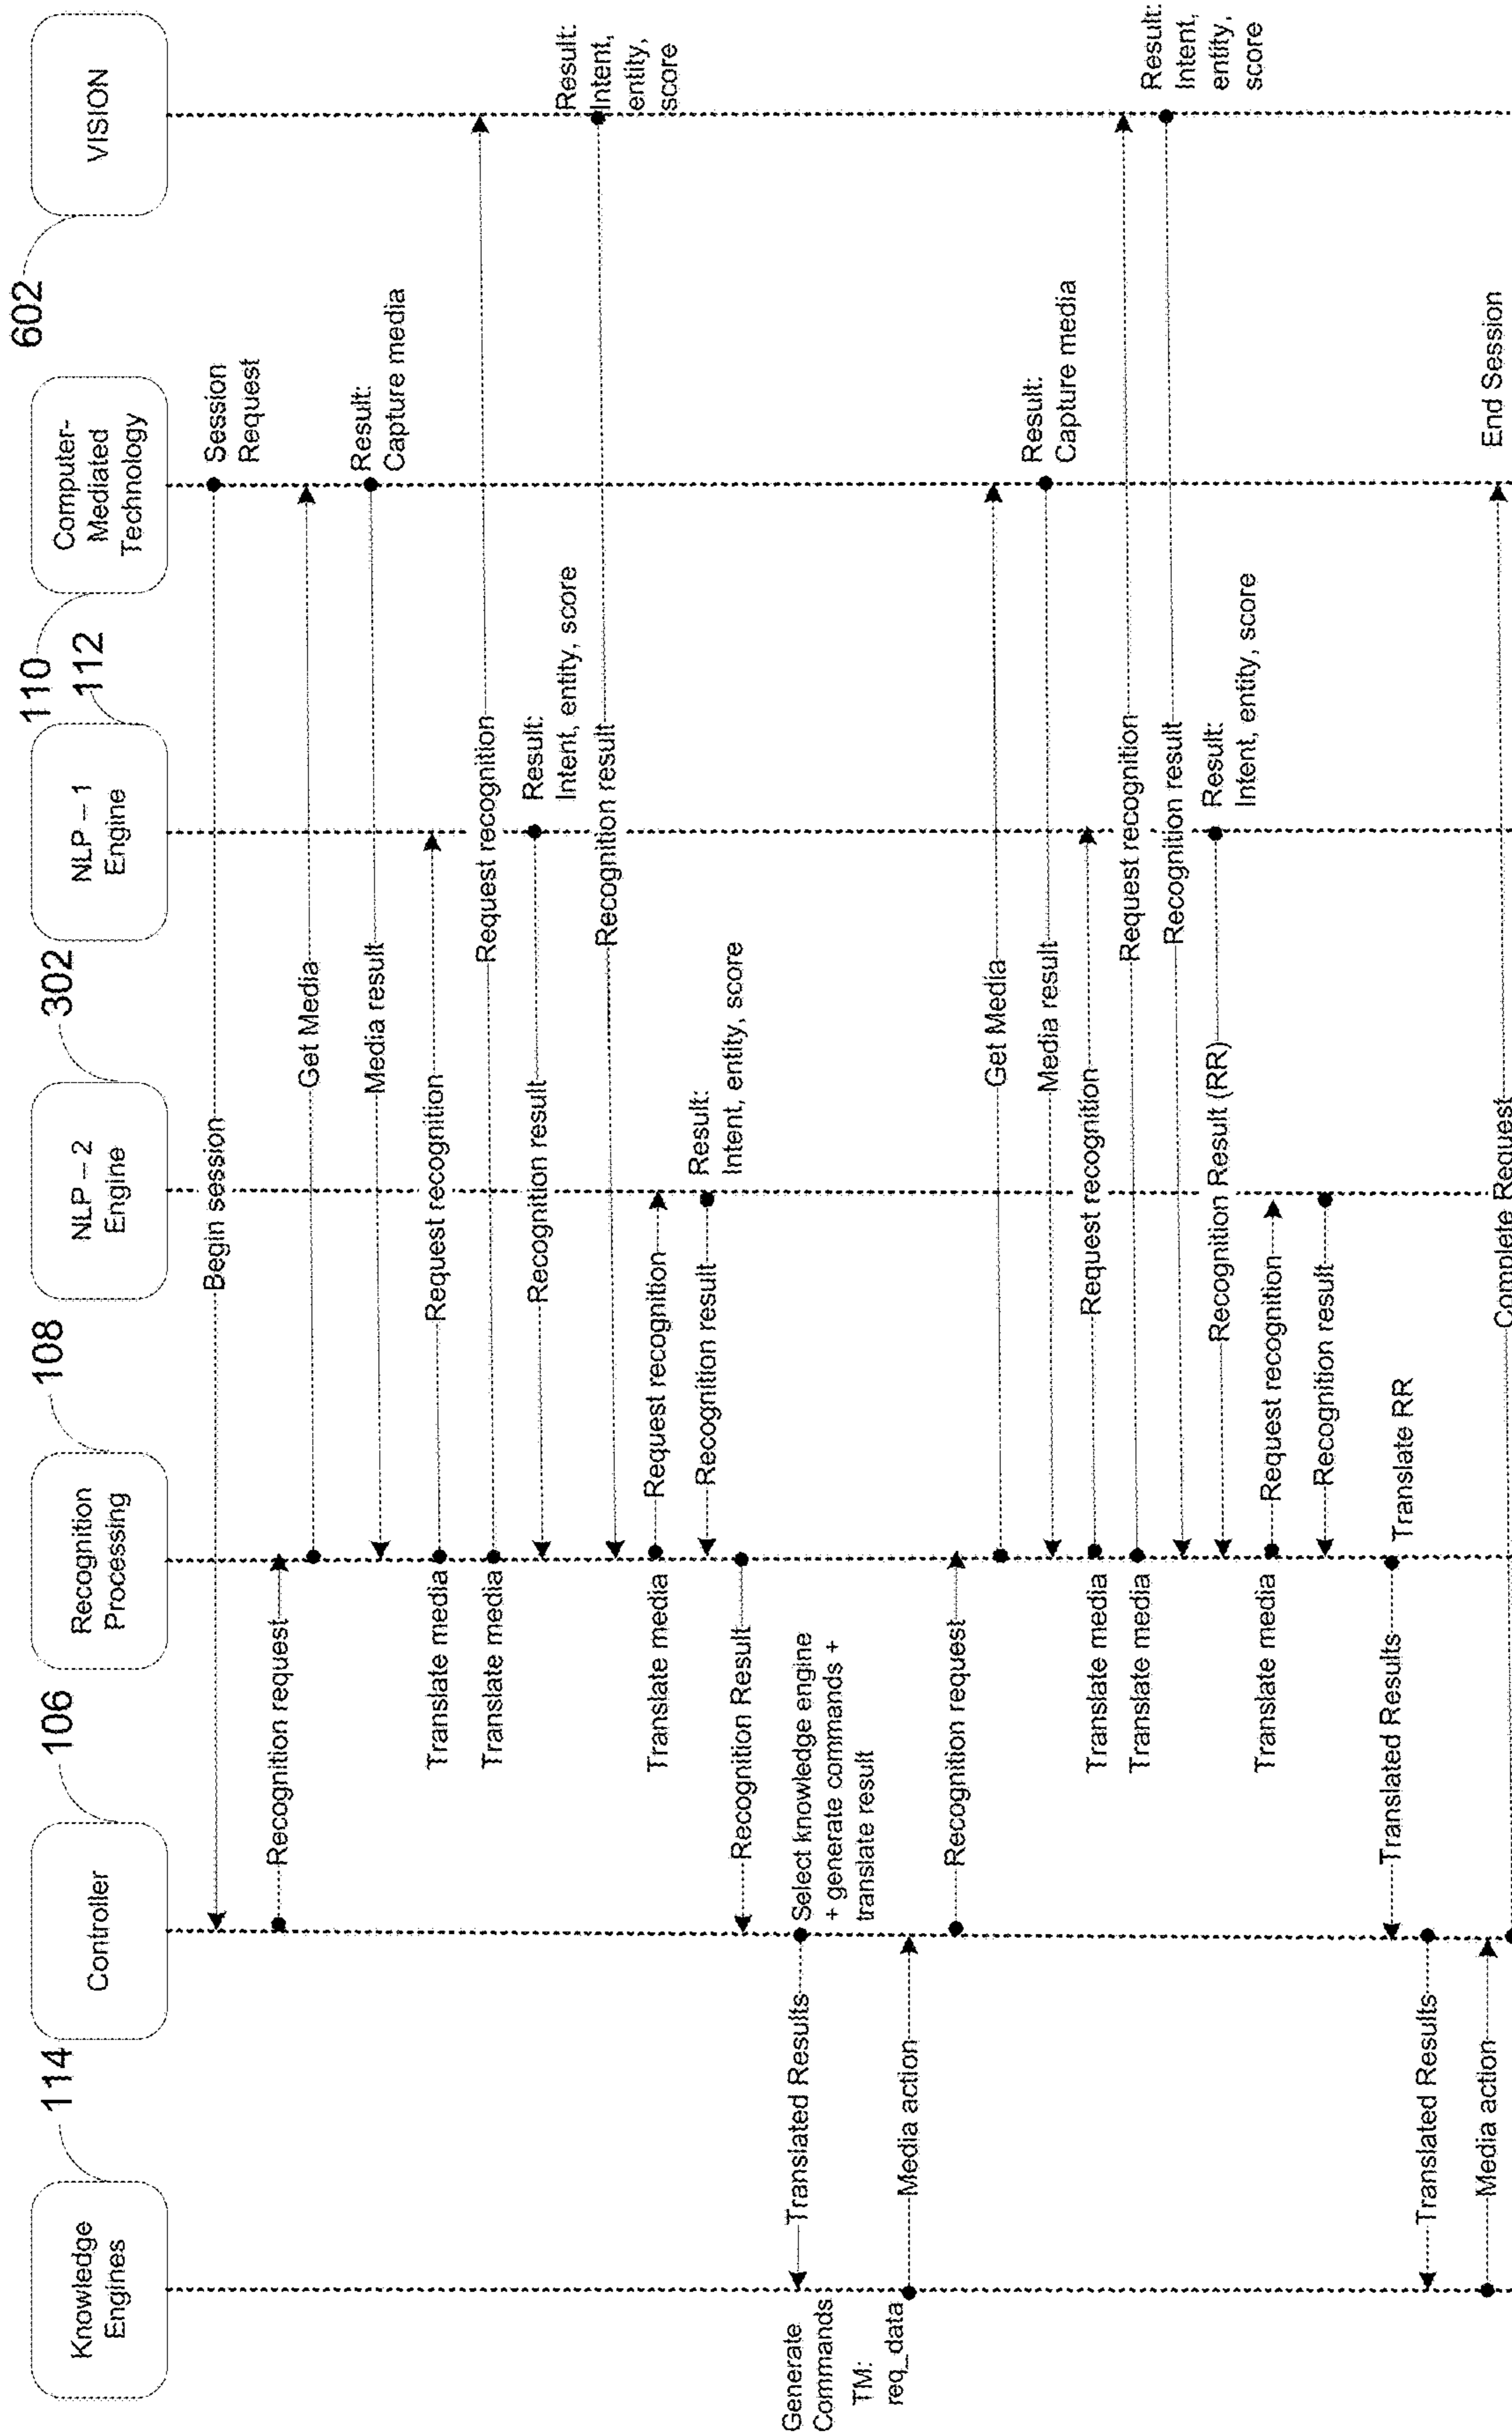 114
106
108
302
110
112
602
Knowledge
Engines
Controller
Recognition
Processing
NLP – 2
Engine
NLP – 1
Engine
Computer-
Mediated
Technology
VISION
Session
Request
Begin session
Recognition request
Get Media
Result:
Capture media
Media result
Translate media
Request recognition
Translate media
Request recognition
Result:
Intent, entity, score
Recognition result
Result:
Intent,
entity,
score
Recognition result
Translate media
Request recognition
Result:
Intent, entity, score
Recognition result
Recognition Result
Select knowledge engine
+ generate commands +
translate result
Translated Results
Generate
Commands
TM:
req_data
Media action
Recognition request
Get Media
Result:
Capture media
Media result
Translate media
Request recognition
Translate media
Request recognition
Result:
Intent,
entity,
score
Recognition result
Result:
Intent, entity, score
Recognition Result (RR)
Translate media
Request recognition
Recognition result
Translate RR
Translated Results
Translated Results
Media action
End Session
Complete Request